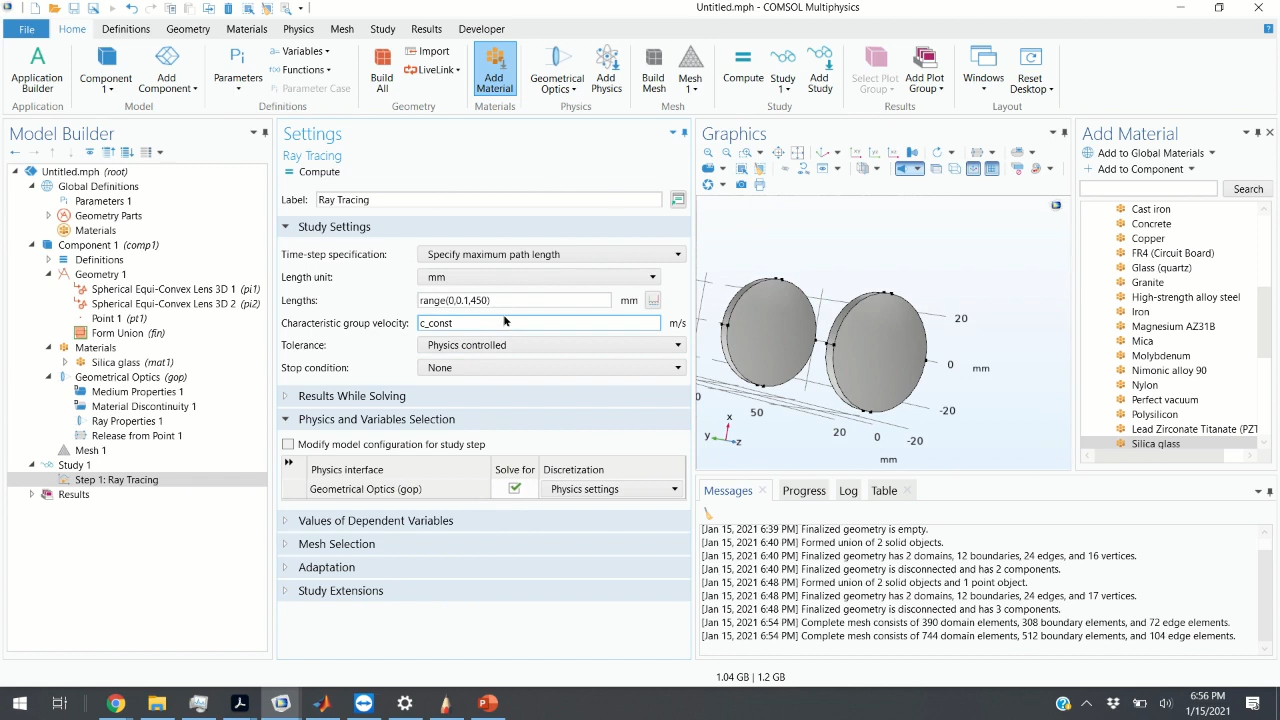 Untitled.mph - COMSOL Multiphysics
File Home Definitions Geometry Materials Physics Mesh Study Results Developer
Application Builder
Component 1
Add Component
Parameters
Variables
Functions
Parameter Case
Build All
Import
LiveLink
Add Material
Geometrical Optics
Add Physics
Build Mesh
Mesh 1
Compute
Study 1
Add Study
Select Plot Group
Add Plot Group
Windows
Reset Desktop
Application Model Definitions Geometry Materials Physics Mesh Study Results Layout
Model Builder
Untitled.mph (root)
Global Definitions
Parameters 1
Geometry Parts
Materials
Component 1 (comp1)
Definitions
Geometry 1
Spherical Equi-Convex Lens 3D 1 (pi1)
Spherical Equi-Convex Lens 3D 2 (pi2)
Point 1 (pt1)
Form Union (fin)
Materials
Silica glass (mat1)
Geometrical Optics (gop)
Medium Properties 1
Material Discontinuity 1
Ray Properties 1
Release from Point 1
Mesh 1
Study 1
Step 1: Ray Tracing
Results
Settings
Ray Tracing
Compute
Label: Ray Tracing
Study Settings
Time-step specification: Specify maximum path length
Length unit: mm
Lengths: range(0,0.1,450) mm
Characteristic group velocity: c_const m/s
Tolerance: Physics controlled
Stop condition: None
Results While Solving
Physics and Variables Selection
Modify model configuration for study step
Physics interface Solve for Discretization
Geometrical Optics (gop) Physics settings
Values of Dependent Variables
Mesh Selection
Adaptation
Study Extensions
Graphics
20
0 mm
-20
50
20
0
-20
mm
x
y z
Messages Progress Log Table
[Jan 15, 2021 6:39 PM] Finalized geometry is empty.
[Jan 15, 2021 6:40 PM] Formed union of 2 solid objects.
[Jan 15, 2021 6:40 PM] Finalized geometry has 2 domains, 12 boundaries, 24 edges, and 16 vertices.
[Jan 15, 2021 6:40 PM] Finalized geometry is disconnected and has 2 components.
[Jan 15, 2021 6:48 PM] Formed union of 2 solid objects and 1 point object.
[Jan 15, 2021 6:48 PM] Finalized geometry has 2 domains, 12 boundaries, 24 edges, and 17 vertices.
[Jan 15, 2021 6:48 PM] Finalized geometry is disconnected and has 3 components.
[Jan 15, 2021 6:54 PM] Complete mesh consists of 390 domain elements, 308 boundary elements, and 72 edge elements.
[Jan 15, 2021 6:54 PM] Complete mesh consists of 744 domain elements, 512 boundary elements, and 104 edge elements.
Add Material
Add to Global Materials
Add to Component
Search
Cast iron
Concrete
Copper
FR4 (Circuit Board)
Glass (quartz)
Granite
High-strength alloy steel
Iron
Magnesium AZ31B
Mica
Molybdenum
Nimonic alloy 90
Nylon
Perfect vacuum
Polysilicon
Lead Zirconate Titanate (PZT
Silica glass
1.04 GB | 1.2 GB
6:56 PM
1/15/2021